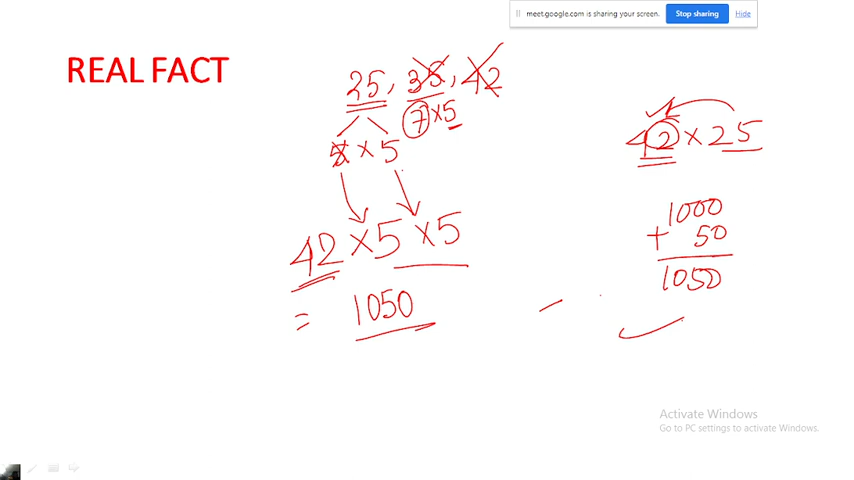 meet.google.com is sharing your screen. Stop sharing Hide
REAL FACT
25, 35, 42
7 × 5
5 × 5
42 × 25
42 × 5 × 5
1000
+ 50
1050
= 1050
Activate Windows
Go to PC settings to activate Windows.